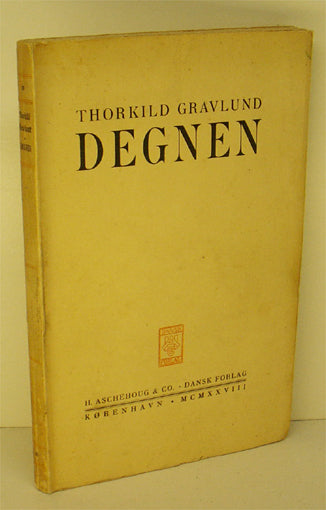 THORKILD GRAVLUND
DEGNEN
H. ASCHEHOUG & CO. · DANSK FORLAG
KØBENHAVN · MCMXXVIII